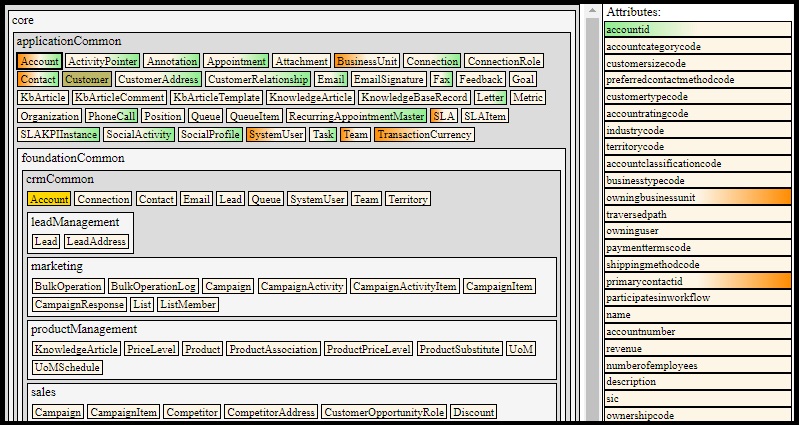 core
applicationCommon
Account ActivityPointer Annotation Appointment Attachment BusinessUnit Connection ConnectionRole
Contact Customer CustomerAddress CustomerRelationship Email EmailSignature Fax Feedback Goal
KbArticle KbArticleComment KbArticleTemplate KnowledgeArticle KnowledgeBaseRecord Letter Metric
Organization PhoneCall Position Queue QueueItem RecurringAppointmentMaster SLA SLAItem
SLAKPIInstance SocialActivity SocialProfile SystemUser Task Team TransactionCurrency
foundationCommon
crmCommon
Account Connection Contact Email Lead Queue SystemUser Team Territory
leadManagement
Lead LeadAddress
marketing
BulkOperation BulkOperationLog Campaign CampaignActivity CampaignActivityItem CampaignItem
CampaignResponse List ListMember
productManagement
KnowledgeArticle PriceLevel Product ProductAssociation ProductPriceLevel ProductSubstitute UoM
UoMSchedule
sales
Campaign CampaignItem Competitor CompetitorAddress CustomerOpportunityRole Discount
Attributes:
accountid
accountcategorycode
customersizecode
preferredcontactmethodcode
customertypecode
accountratingcode
industrycode
territorycode
accountclassificationcode
businesstypecode
owningbusinessunit
traversedpath
owninguser
paymenttermscode
shippingmethodcode
primarycontactid
participatesinworkflow
name
accountnumber
revenue
numberofemployees
description
sic
ownershipcode